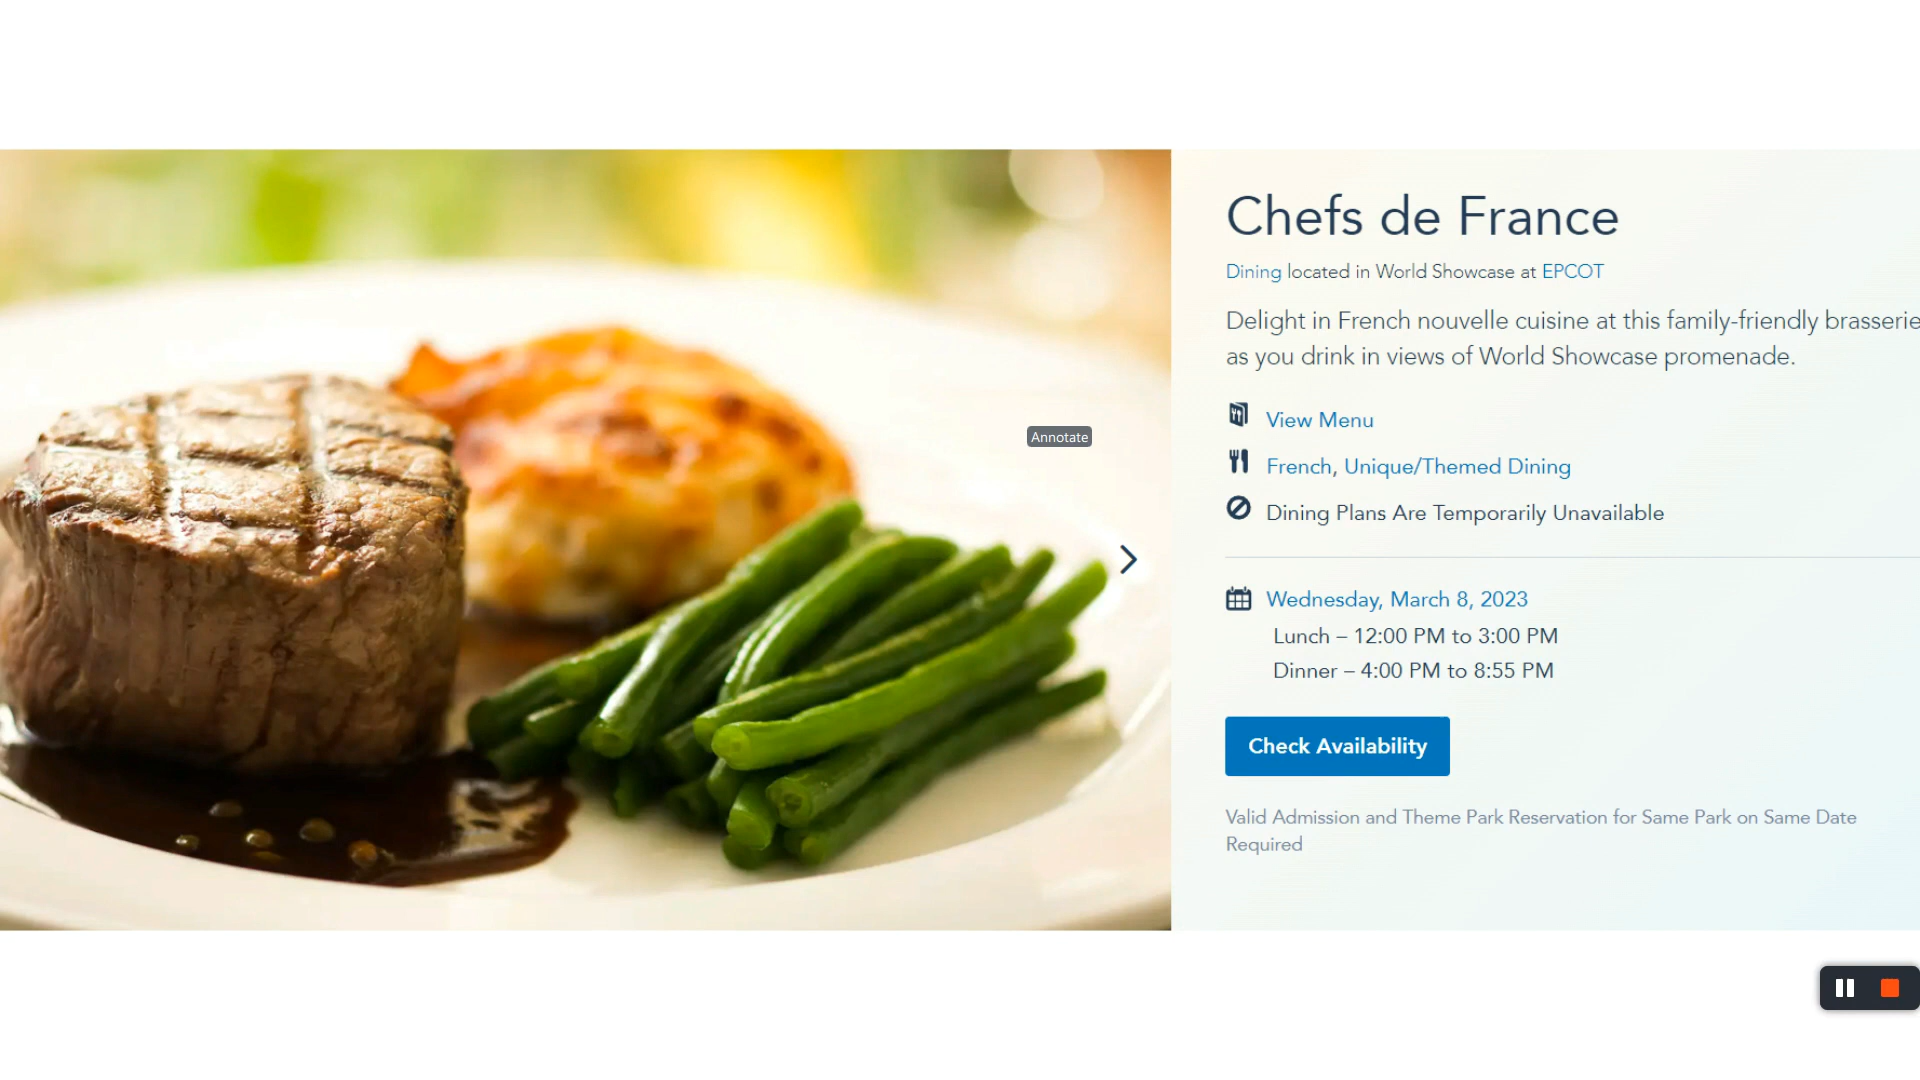 Chefs de France
Dining located in World Showcase at EPCOT
Delight in French nouvelle cuisine at this family-friendly brasserie
as you drink in views of World Showcase promenade.
View Menu
Annotate
French, Unique/Themed Dining
Dining Plans Are Temporarily Unavailable
Wednesday, March 8, 2023
Lunch – 12:00 PM to 3:00 PM
Dinner – 4:00 PM to 8:55 PM
Check Availability
Valid Admission and Theme Park Reservation for Same Park on Same Date
Required